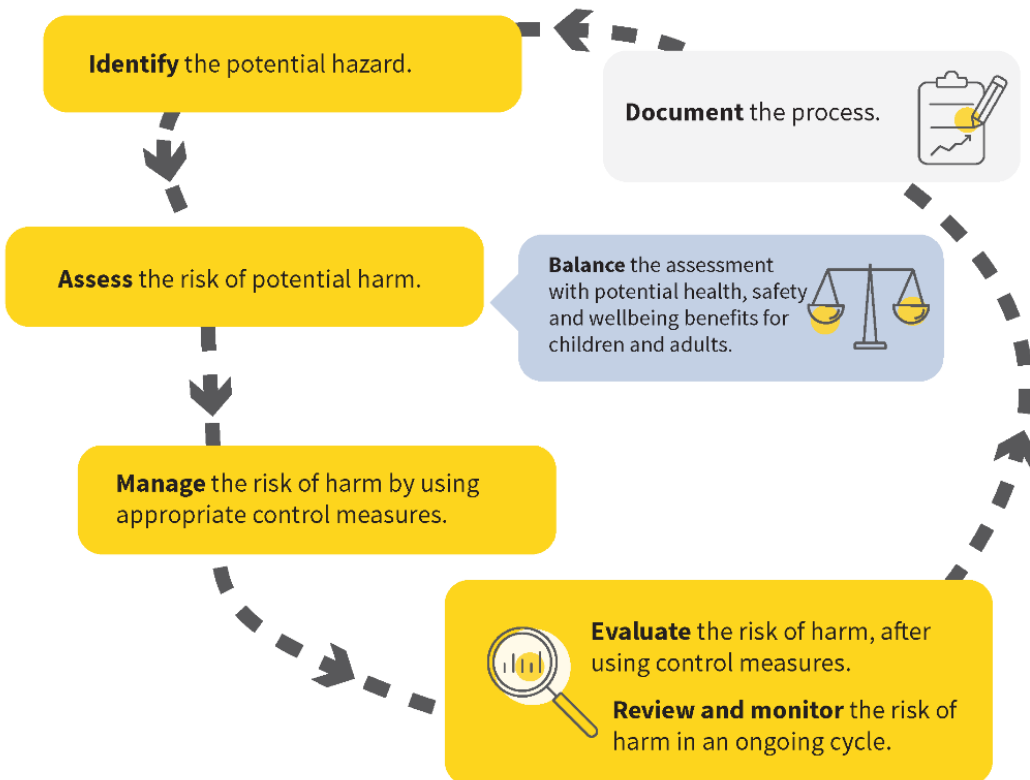 Identify the potential hazard.
Document the process.
Assess the risk of potential harm.
Balance the assessment
with potential health, safety
and wellbeing benefits for
children and adults.
Manage the risk of harm by using
appropriate control measures.
Evaluate the risk of harm, after
using control measures.
Review and monitor the risk of
harm in an ongoing cycle.